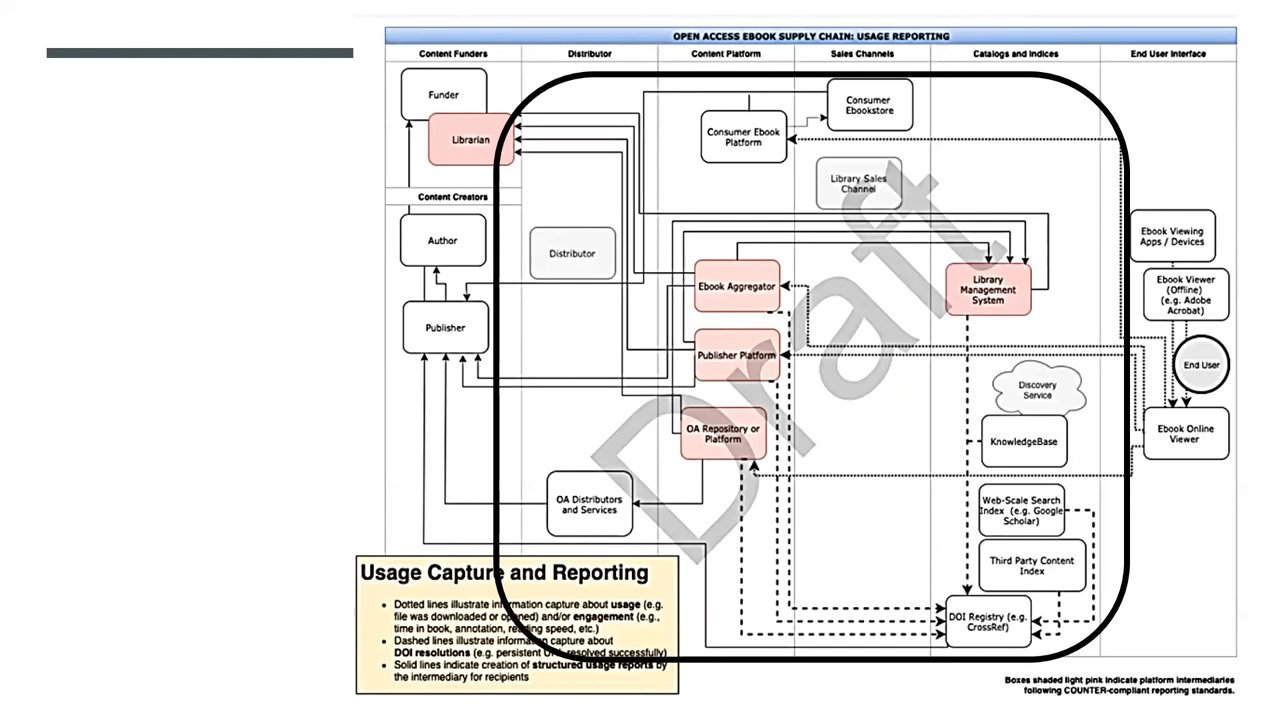 OPEN ACCESS EBOOK SUPPLY CHAIN: USAGE REPORTING
Content Funders
Distributor
Content Platform
Sales Channels
Catalogs and Indices
End User Interface
Funder
Librarian
Content Creators
Author
Publisher
Distributor
OA Distributors
and Services
Consumer Ebook
Platform
Ebook Aggregator
Publisher Platform
OA Repository or
Platform
Consumer
Ebookstore
Library Sales
Channel
Library
Management
System
Discovery
Service
KnowledgeBase
Web-Scale Search
Index (e.g. Google
Scholar)
Third Party Content
Index
DOI Registry (e.g.
CrossRef)
Ebook Viewing
Apps / Devices
Ebook Viewer
(Offline)
(e.g. Adobe
Acrobat)
End User
Ebook Online
Viewer
Draft
Usage Capture and Reporting
• Dotted lines illustrate information capture about usage (e.g.
file was downloaded or opened) and/or engagement (e.g.,
time in book, annotation, reading speed, etc.)
• Dashed lines illustrate information capture about
DOI resolutions (e.g. persistent URL resolved successfully)
• Solid lines indicate creation of structured usage reports by
the intermediary for recipients
Boxes shaded light pink indicate platform intermediaries
following COUNTER-compliant reporting standards.